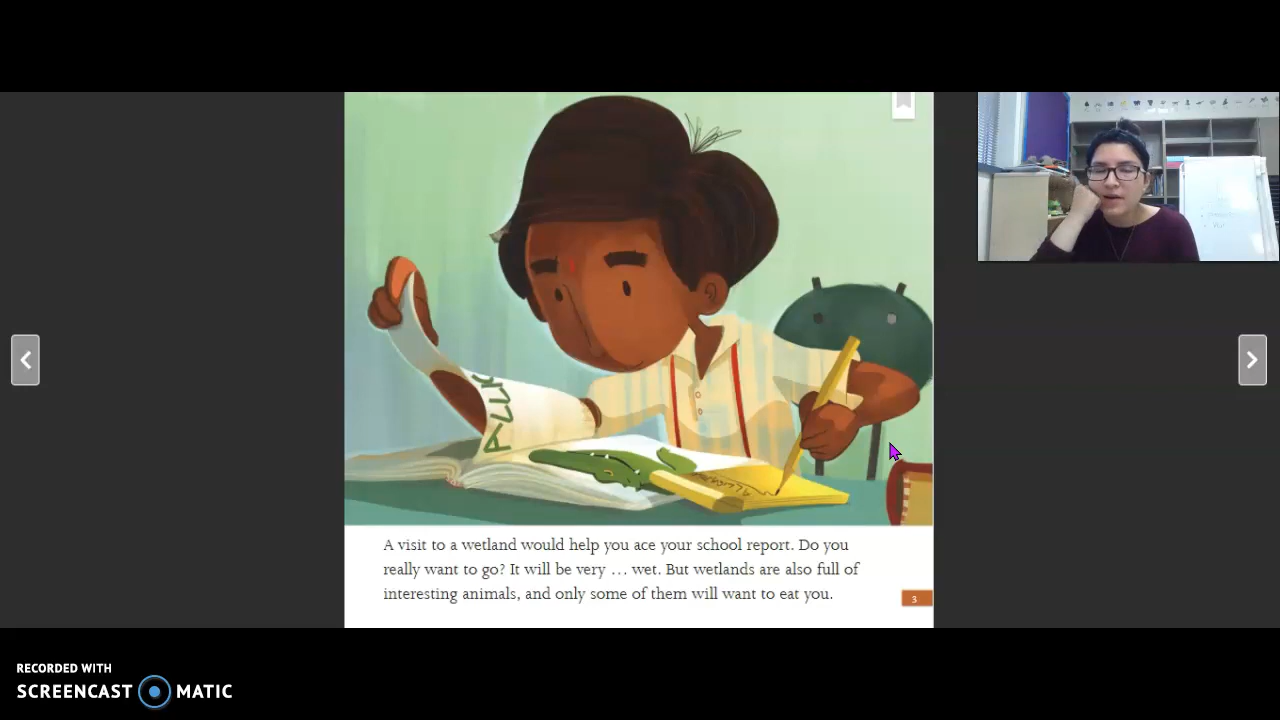 A visit to a wetland would help you ace your school report. Do you
really want to go? It will be very … wet. But wetlands are also full of
interesting animals, and only some of them will want to eat you.
3
RECORDED WITH
SCREENCAST MATIC